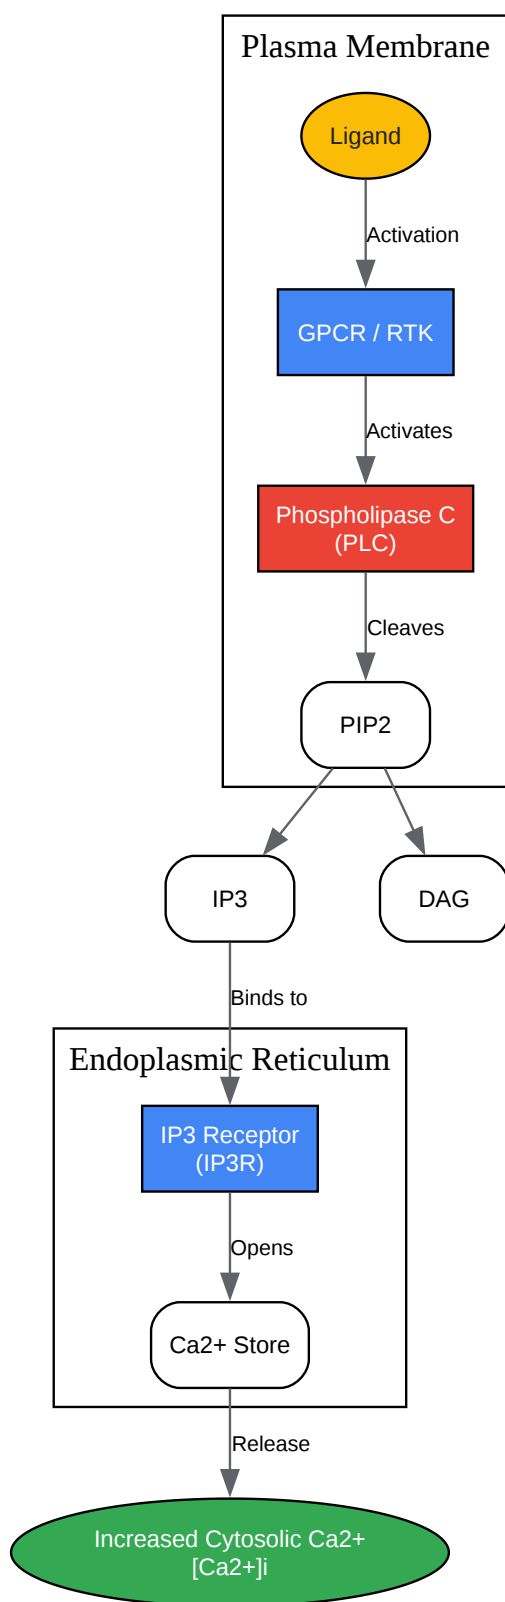 Plasma Membrane
Ligand
Activation
GPCR / RTK
Activates
Phospholipase C
(PLC)
Cleaves
PIP2
IP3
DAG
Binds to
Endoplasmic Reticulum
IP3 Receptor
(IP3R)
Opens
Ca2+ Store
Release
Increased Cytosolic Ca2+
[Ca2+]i